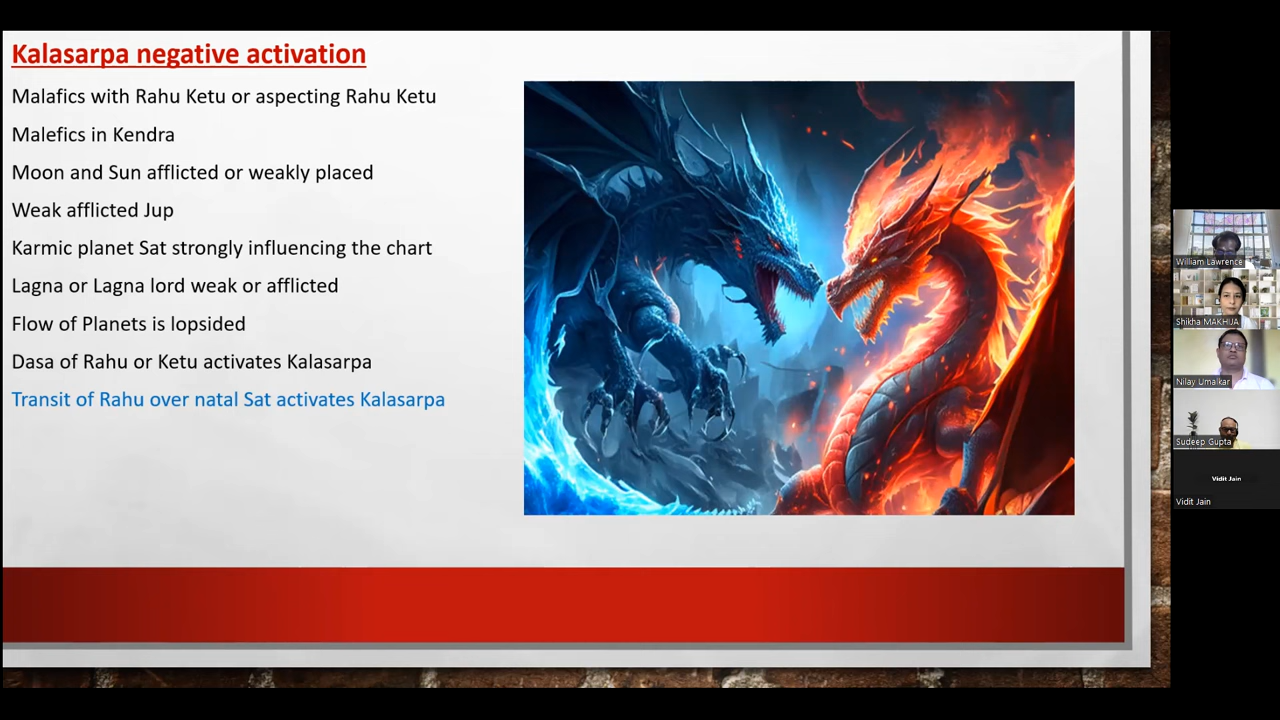 Kalasarpa negative activation
Malafics with Rahu Ketu or aspecting Rahu Ketu
Malefics in Kendra
Moon and Sun afflicted or weakly placed
Weak afflicted Jup
Karmic planet Sat strongly influencing the chart
Lagna or Lagna lord weak or afflicted
Flow of Planets is lopsided
Dasa of Rahu or Ketu activates Kalasarpa
Transit of Rahu over natal Sat activates Kalasarpa
William Lawrence
Shikha MAKHIJA
Nilay Umalkar
Sudeep Gupta
Vidit Jain
Vidit Jain